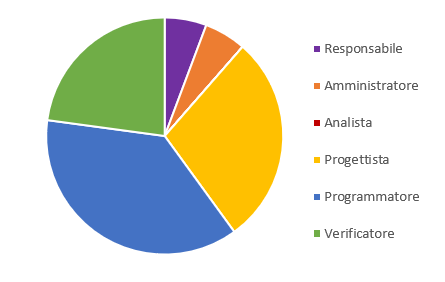 Responsabile
Amministratore
Analista
Progettista
Programmatore
Verificatore